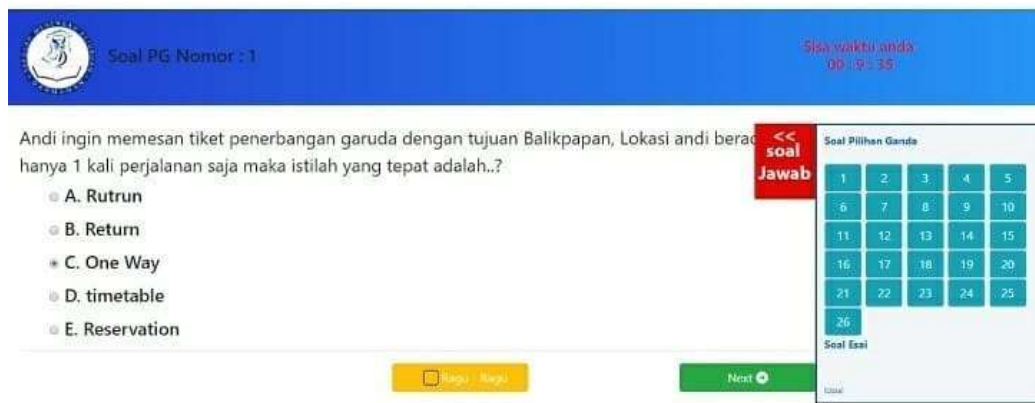 Soal PG Nomor : 1
Sisa waktu anda
00 : 9 : 35
Andi ingin memesan tiket penerbangan garuda dengan tujuan Balikpapan, Lokasi andi berad
hanya 1 kali perjalanan saja maka istilah yang tepat adalah..?
A. Rutrun
B. Return
C. One Way
D. timetable
E. Reservation
Ragu - Ragu
Next
<<
soal
Jawab
Soal Pilihan Ganda
1 2 3 4 5
6 7 8 9 10
11 12 13 14 15
16 17 18 19 20
21 22 23 24 25
26
Soal Esai